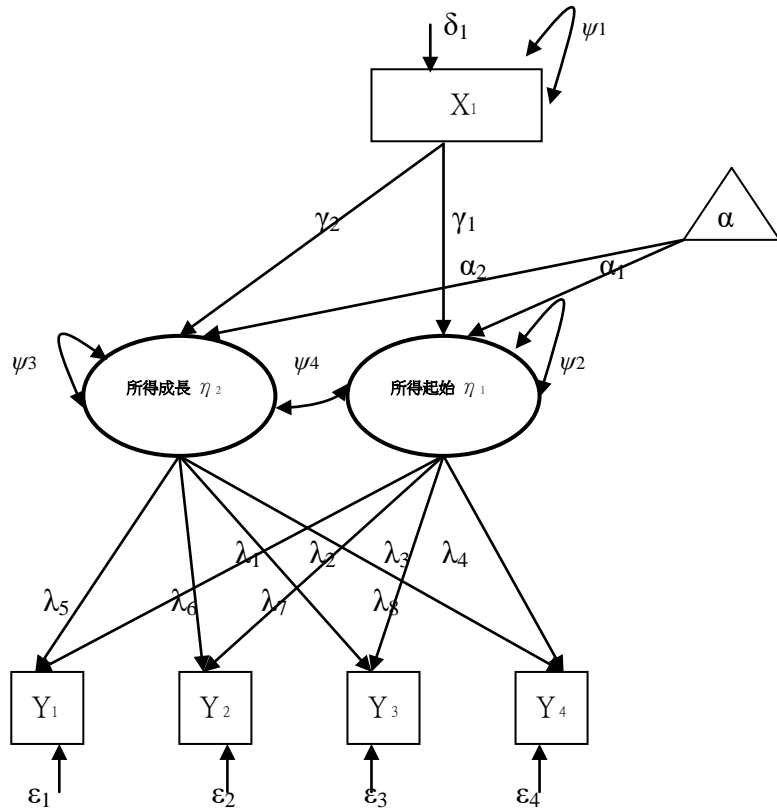 δ₁
ψ₁
X₁
α
γ₂
γ₁
α₂
α₁
ψ₃
ψ₄
ψ₂
所得成長 η₂
所得起始 η₁
λ₁
λ₂
λ₃
λ₄
λ₅
λ₆
λ₇
λ₈
Y₁
Y₂
Y₃
Y₄
ε₁
ε₂
ε₃
ε₄